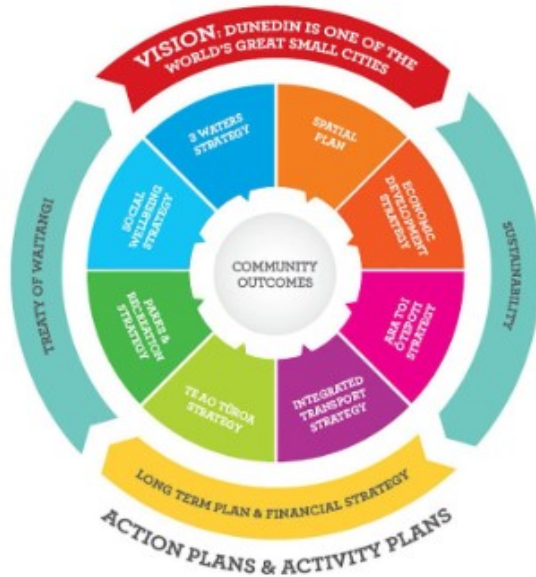 VISION: DUNEDIN IS ONE OF THE
WORLD'S GREAT SMALL CITIES
3 WATERS
STRATEGY
SPATIAL
PLAN
ECONOMIC
DEVELOPMENT
STRATEGY
ARA TOI
ŌTEPOTI
STRATEGY
INTEGRATED
TRANSPORT
STRATEGY
TE AO TŪROA
STRATEGY
PARKS &
RECREATION
STRATEGY
SOCIAL
WELLBEING
STRATEGY
COMMUNITY
OUTCOMES
TREATY OF WAITANGI
SUSTAINABILITY
LONG TERM PLAN & FINANCIAL STRATEGY
ACTION PLANS & ACTIVITY PLANS